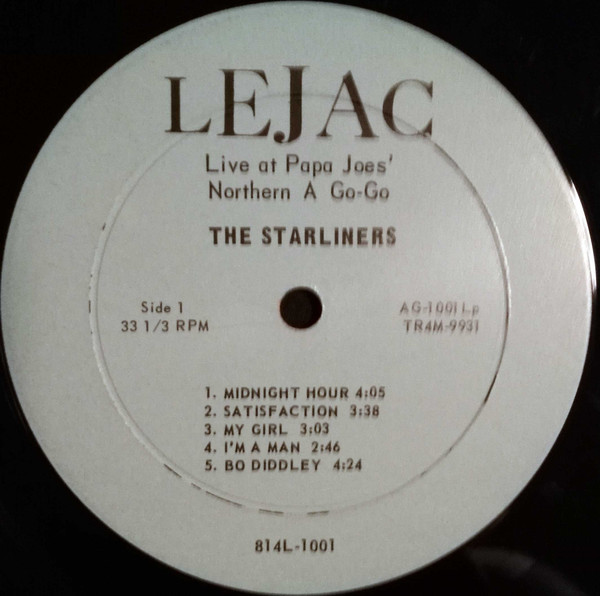 LEJAC
Live at Papa Joes'
Northern A Go-Go
THE STARLINERS
Side 1
33 1/3 RPM
AG-1001 Lp
TR4M-9931
1. MIDNIGHT HOUR 4:05
2. SATISFACTION 3:38
3. MY GIRL 3:03
4. I'M A MAN 2:46
5. BO DIDDLEY 4:24
814L-1001